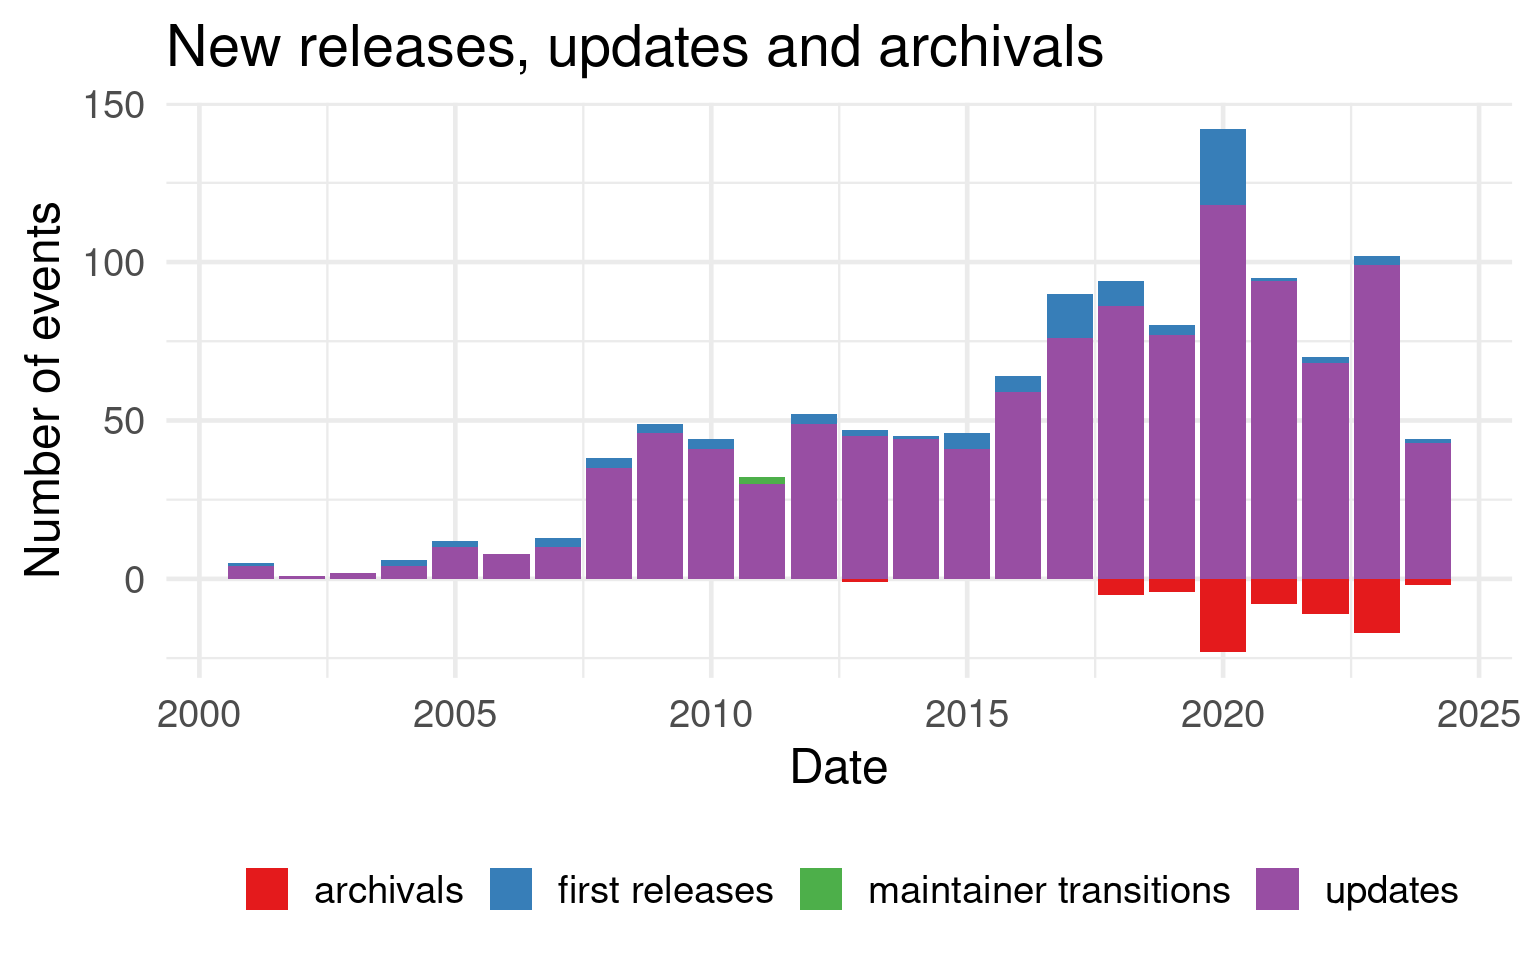 New releases, updates and archivals
Number of events
150
100
50
0
2000 2005 2010 2015 2020 2025
Date
archivals first releases maintainer transitions updates